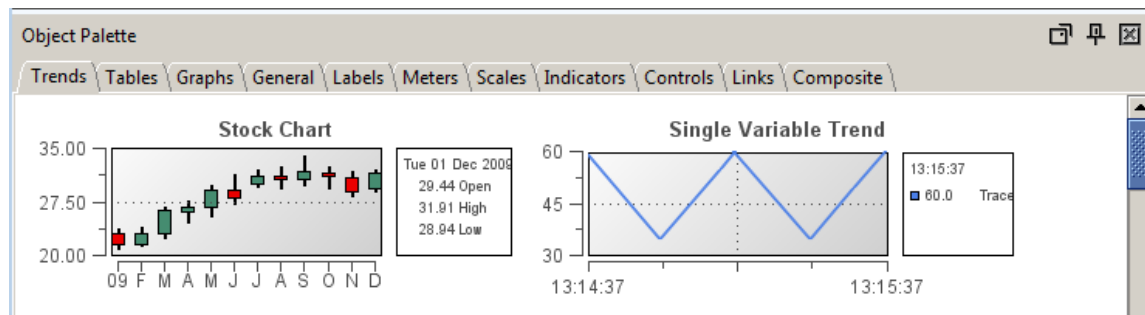 Object Palette
Trends Tables Graphs General Labels Meters Scales Indicators Controls Links Composite
Stock Chart
35.00
27.50
20.00
09 F M A M J J A S O N D
Tue 01 Dec 2009
29.44 Open
31.91 High
28.94 Low
Single Variable Trend
60
45
30
13:14:37 13:15:37
13:15:37
60.0 Trace